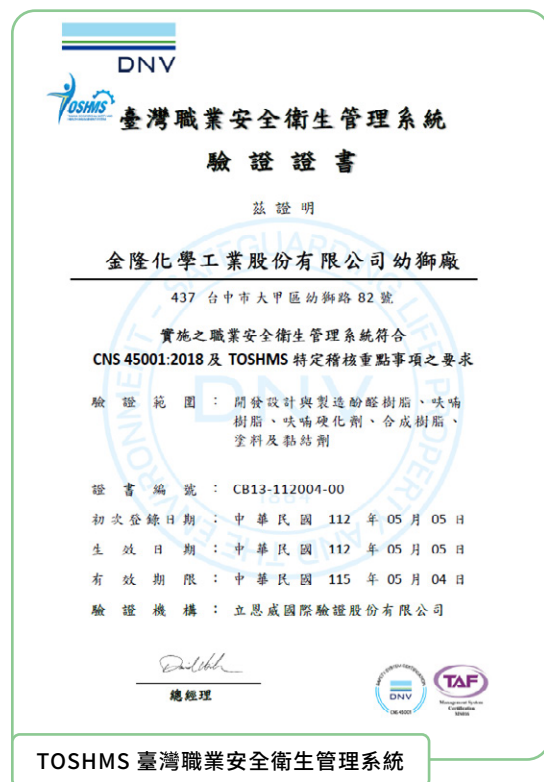 DNV
TOSHMS
臺灣職業安全衛生管理系統
驗證證書
茲證明
金隆化學工業股份有限公司幼獅廠
437 台中市大甲區幼獅路 82 號
實施之職業安全衛生管理系統符合
CNS 45001:2018 及 TOSHMS 特定稽核重點事項之要求
驗證範圍：開發設計與製造酚醛樹脂、呋喃
樹脂、呋喃硬化劑、合成樹脂、
塗料及黏結劑
證書編號：CB13-112004-00
初次登錄日期：中華民國 112 年 05 月 05 日
生效日期：中華民國 112 年 05 月 05 日
有效期限：中華民國 115 年 05 月 04 日
驗證機構：立恩威國際驗證股份有限公司
總經理
DNV
TAF
Management System
Certification
TOSHMS 臺灣職業安全衛生管理系統